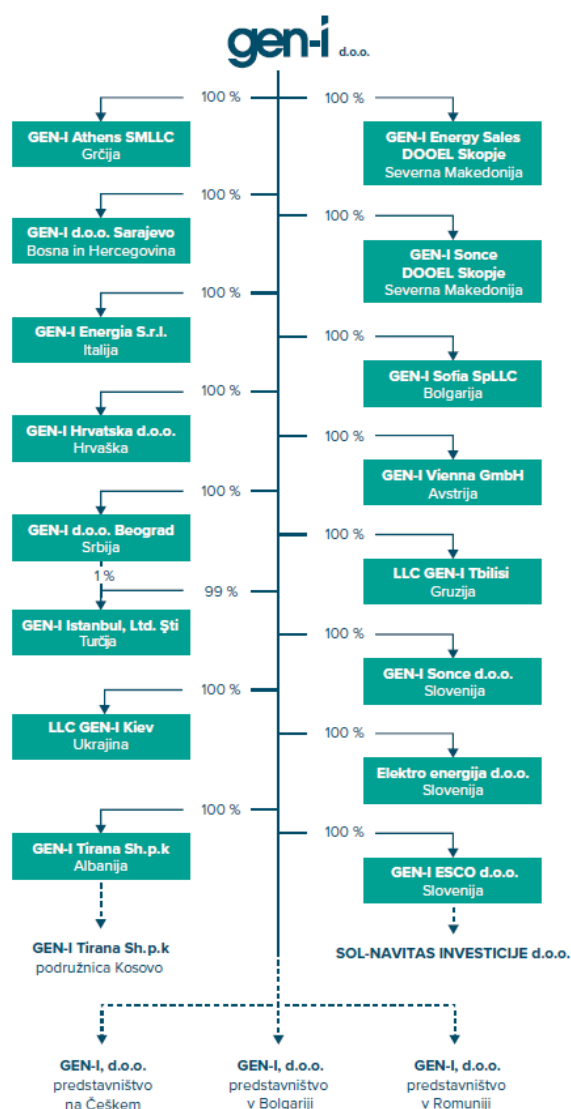 gen-i d.o.o.
100 %
GEN-I Athens SMLLC
Grčija
100 %
GEN-I d.o.o. Sarajevo
Bosna in Hercegovina
100 %
GEN-I Energia S.r.l.
Italija
100 %
GEN-I Hrvatska d.o.o.
Hrvaška
100 %
GEN-I d.o.o. Beograd
Srbija
1 %
99 %
GEN-I Istanbul, Ltd. Şti
Turčija
100 %
LLC GEN-I Kiev
Ukrajina
100 %
GEN-I Tirana Sh.p.k
Albanija
GEN-I Tirana Sh.p.k
podružnica Kosovo
100 %
GEN-I Energy Sales
DOOEL Skopje
Severna Makedonija
100 %
GEN-I Sonce
DOOEL Skopje
Severna Makedonija
100 %
GEN-I Sofia SpLLC
Bolgarija
100 %
GEN-I Vienna GmbH
Avstrija
100 %
LLC GEN-I Tbilisi
Gruzija
100 %
GEN-I Sonce d.o.o.
Slovenija
100 %
Elektro energija d.o.o.
Slovenija
100 %
GEN-I ESCO d.o.o.
Slovenija
SOL-NAVITAS INVESTICIJE d.o.o.
GEN-I, d.o.o.
predstavništvo
na Češkem
GEN-I, d.o.o.
predstavništvo
v Bolgariji
GEN-I, d.o.o.
predstavništvo
v Romuniji